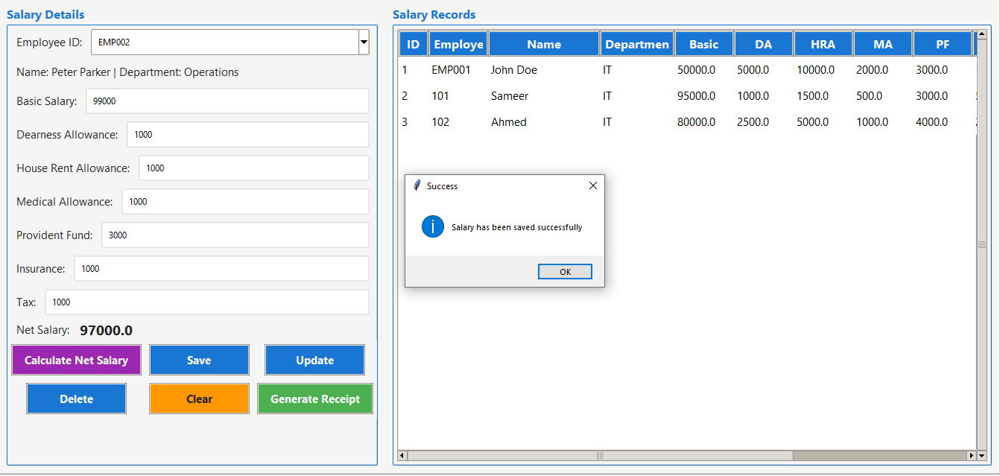 Salary Details
Employee ID: EMP002
Name: Peter Parker | Department: Operations
Basic Salary: 99000
Dearness Allowance: 1000
House Rent Allowance: 1000
Medical Allowance: 1000
Provident Fund: 3000
Insurance: 1000
Tax: 1000
Net Salary: 97000.0
Calculate Net Salary Save Update
Delete Clear Generate Receipt
Salary Records
ID Employe Name Departmen Basic DA HRA MA PF
1 EMP001 John Doe IT 50000.0 5000.0 10000.0 2000.0 3000.0
2 101 Sameer IT 95000.0 1000.0 1500.0 500.0 3000.0
3 102 Ahmed IT 80000.0 2500.0 5000.0 1000.0 4000.0
Success
Salary has been saved successfully
OK